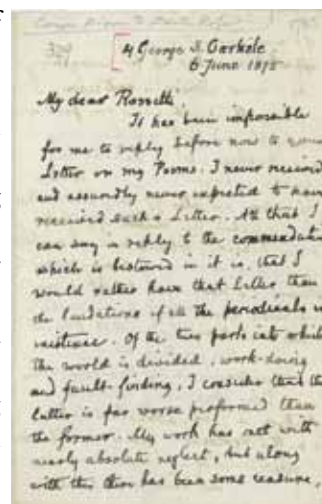 329
4 George St. Carlisle
6 June 1875
My dear Rossetti
It has been impossible
for me to reply before now to your
Letter on my Poems. I never received
and assuredly never expected to have
received such a Letter. All that I
can say in reply to the commendation
which is bestowed in it is, that I
would rather have that Letter than
the laudations of all the periodicals in
existence. Of the two parts into which
the world is divided, work-doing
and fault-finding, I consider that the
latter is far worse preformed than
the former. My work has met with
nearly absolute neglect, but along
with this there has been some censure,